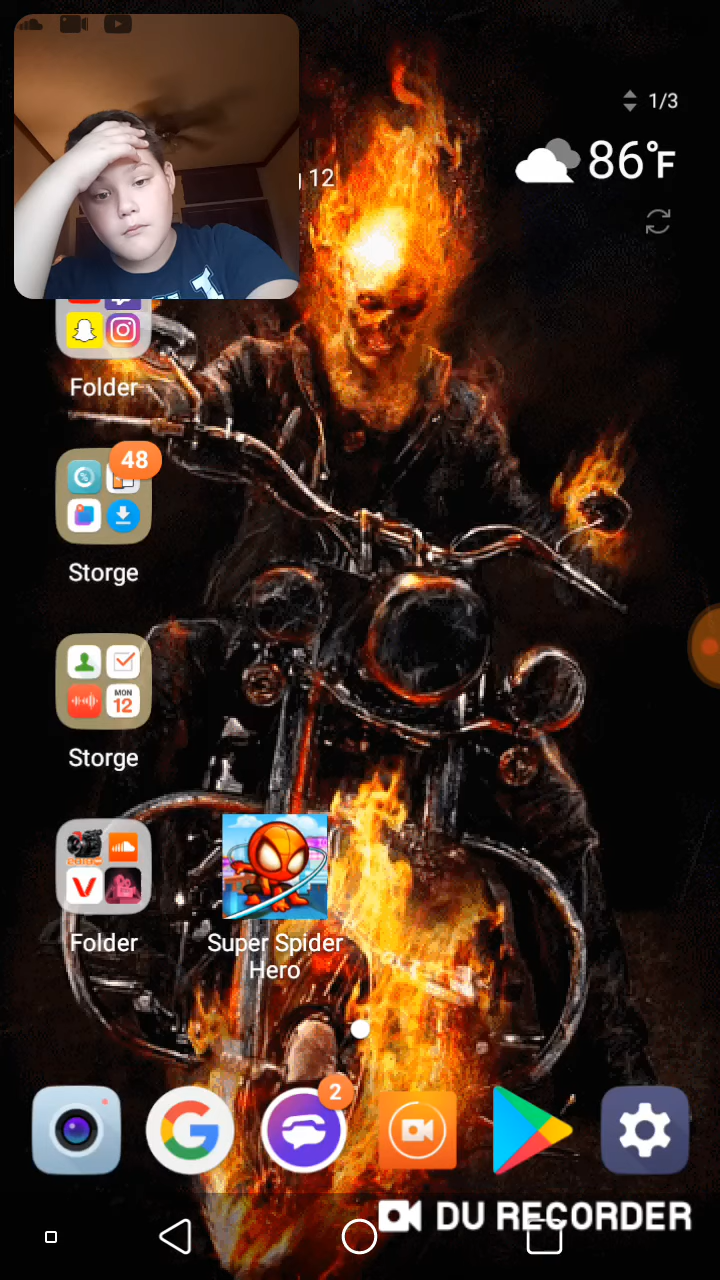 1/3
12
86°F
Folder
48
Storge
MON
12
Storge
Folder
Super Spider
Hero
2
DU RECORDER